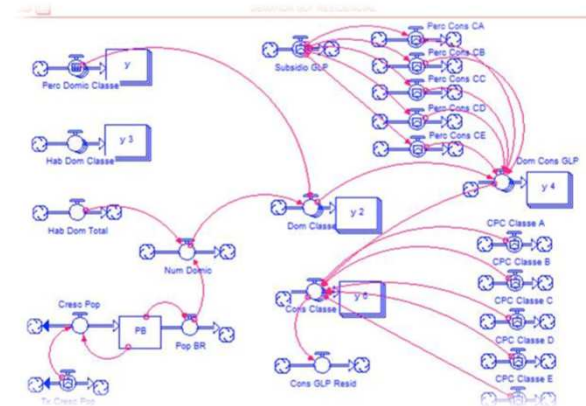 Perc Cons CA
Subsidio GLP
Perc Cons CB
y
Perc Domic Classe
Perc Cons CC
Perc Cons CD
y 3
Perc Cons CE
Hab Dom Classe
Dom Cons GLP
y 4
y 2
Hab Dom Total
Dom Classe
CPC Classe A
Num Domic
CPC Classe B
Cresc Pop
y 6
Cons Classe
CPC Classe C
PB
Pop BR
CPC Classe D
CPC Classe E
Cons GLP Resid
Tx Cresc Pop